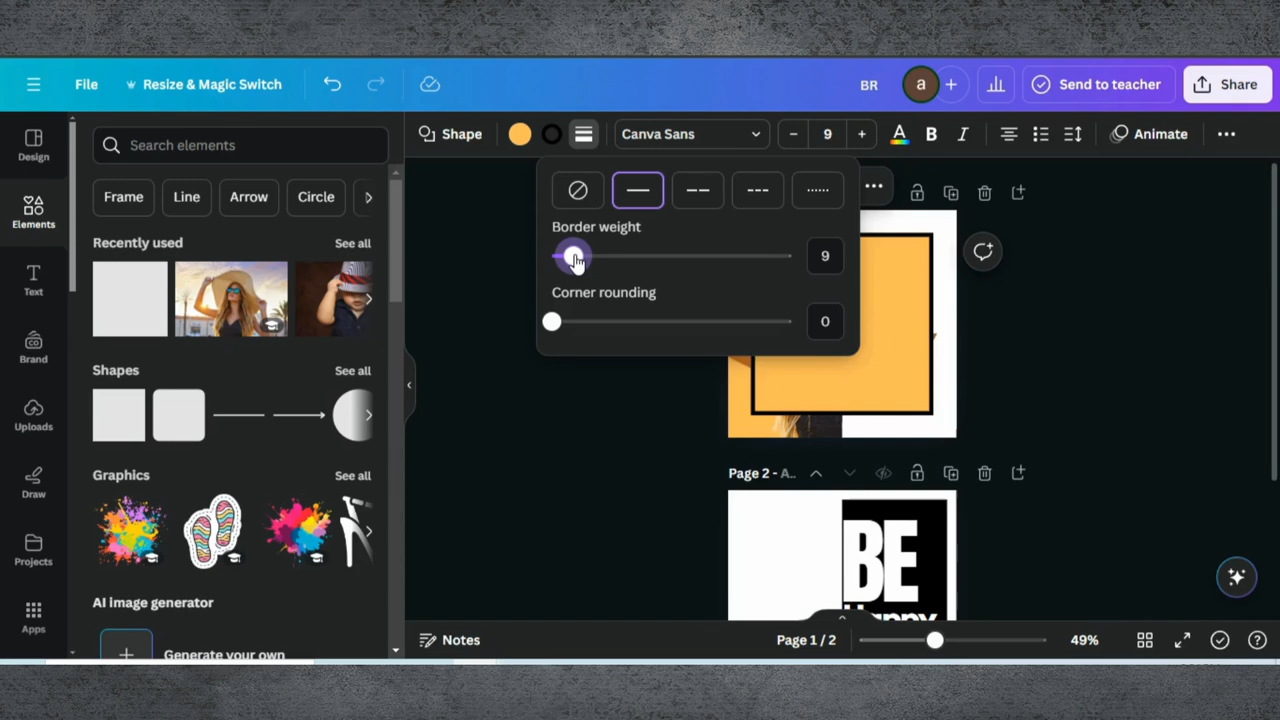 File
Resize & Magic Switch
BR
a
Send to teacher
Share
Design
Elements
Text
Brand
Uploads
Draw
Projects
Apps
Search elements
Frame
Line
Arrow
Circle
Recently used
See all
Shapes
See all
Graphics
See all
AI image generator
Generate your own
Shape
Canva Sans
9
A
B
I
Animate
Border weight
9
Corner rounding
0
Page 2 - A...
BE
Happy
Notes
Page 1 / 2
49%